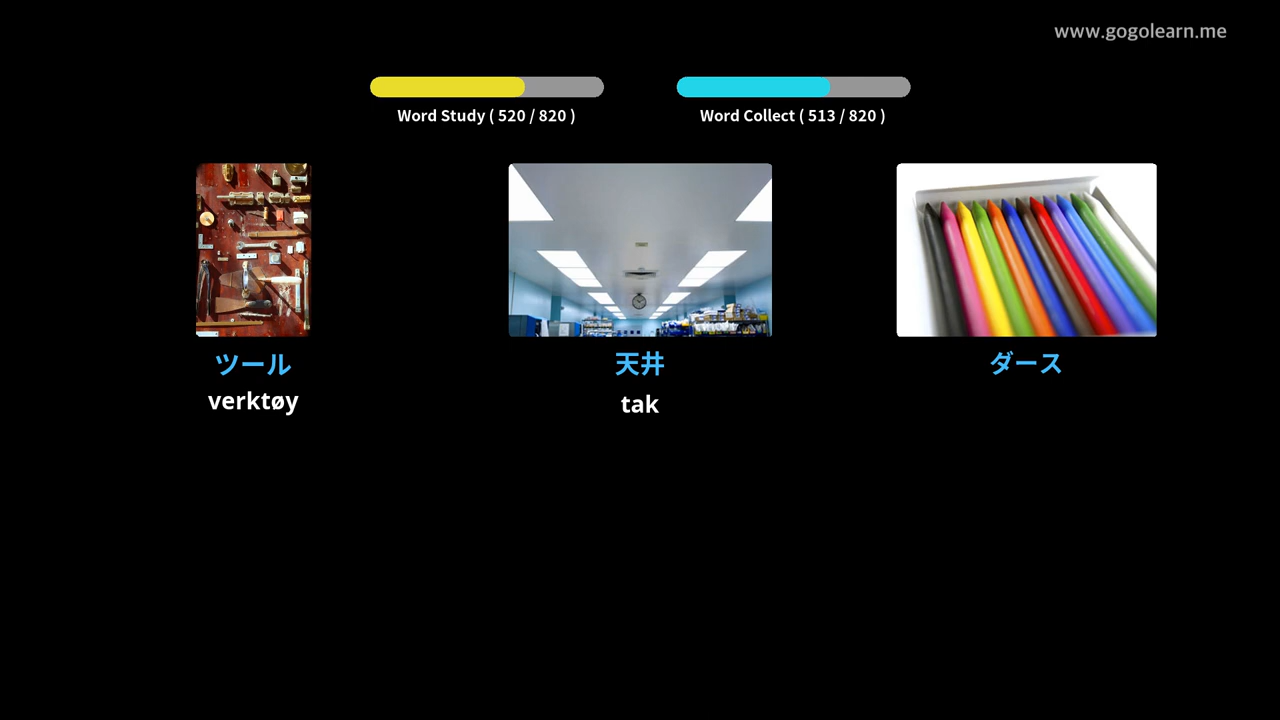 www.gogolearn.me
Word Study ( 520 / 820 )
Word Collect ( 513 / 820 )
ツール
天井
ダース
verktøy
tak